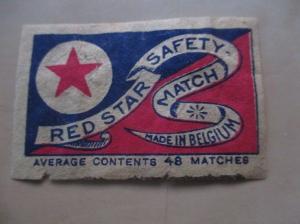 RED STAR SAFETY-
MATCH
MADE IN BELGIUM
AVERAGE CONTENTS 48 MATCHES